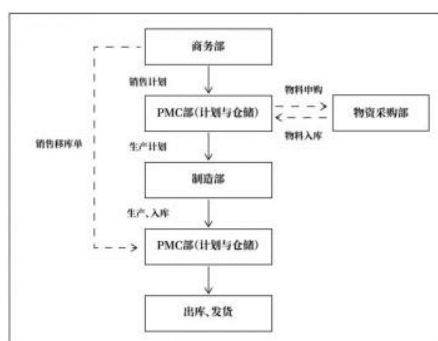 商务部
销售计划
物料申购
PMC部(计划与仓储)
物资采购部
物料入库
生产计划
销售移库单
制造部
生产、入库
PMC部(计划与仓储)
出库、发货